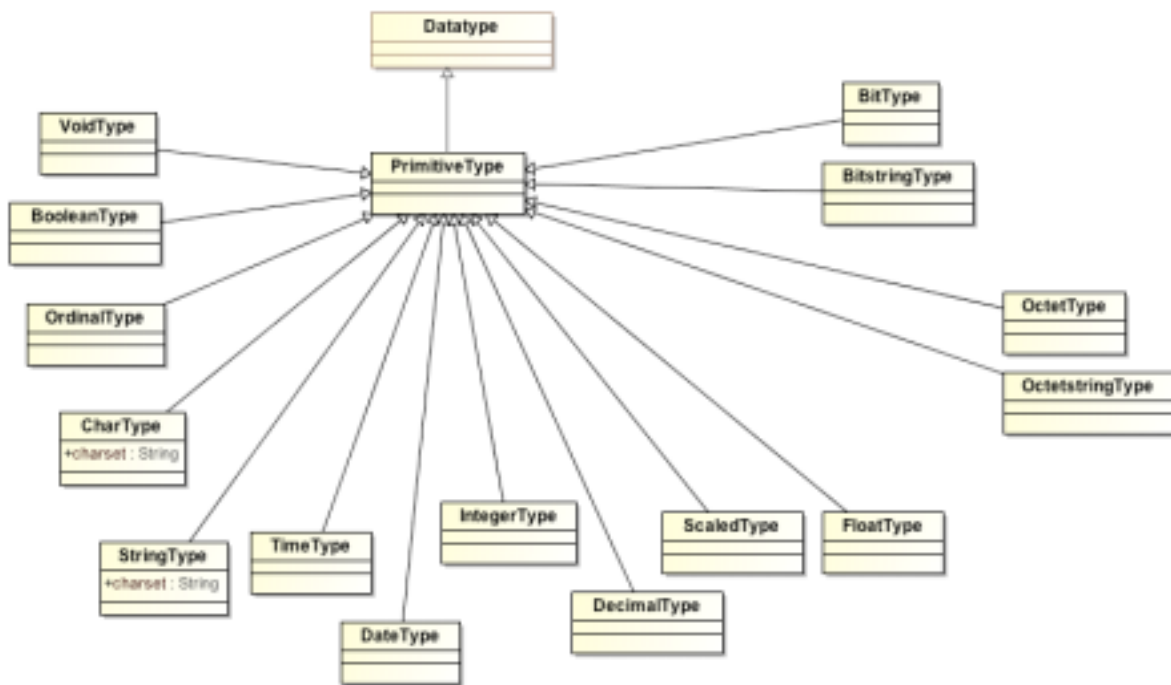 Datatype
BitType
VoidType
PrimitiveType
BitstringType
BooleanType
OctetType
OrdinalType
OctetstringType
CharType
+charset : String
IntegerType
ScaledType
FloatType
StringType
+charset : String
TimeType
DecimalType
DateType